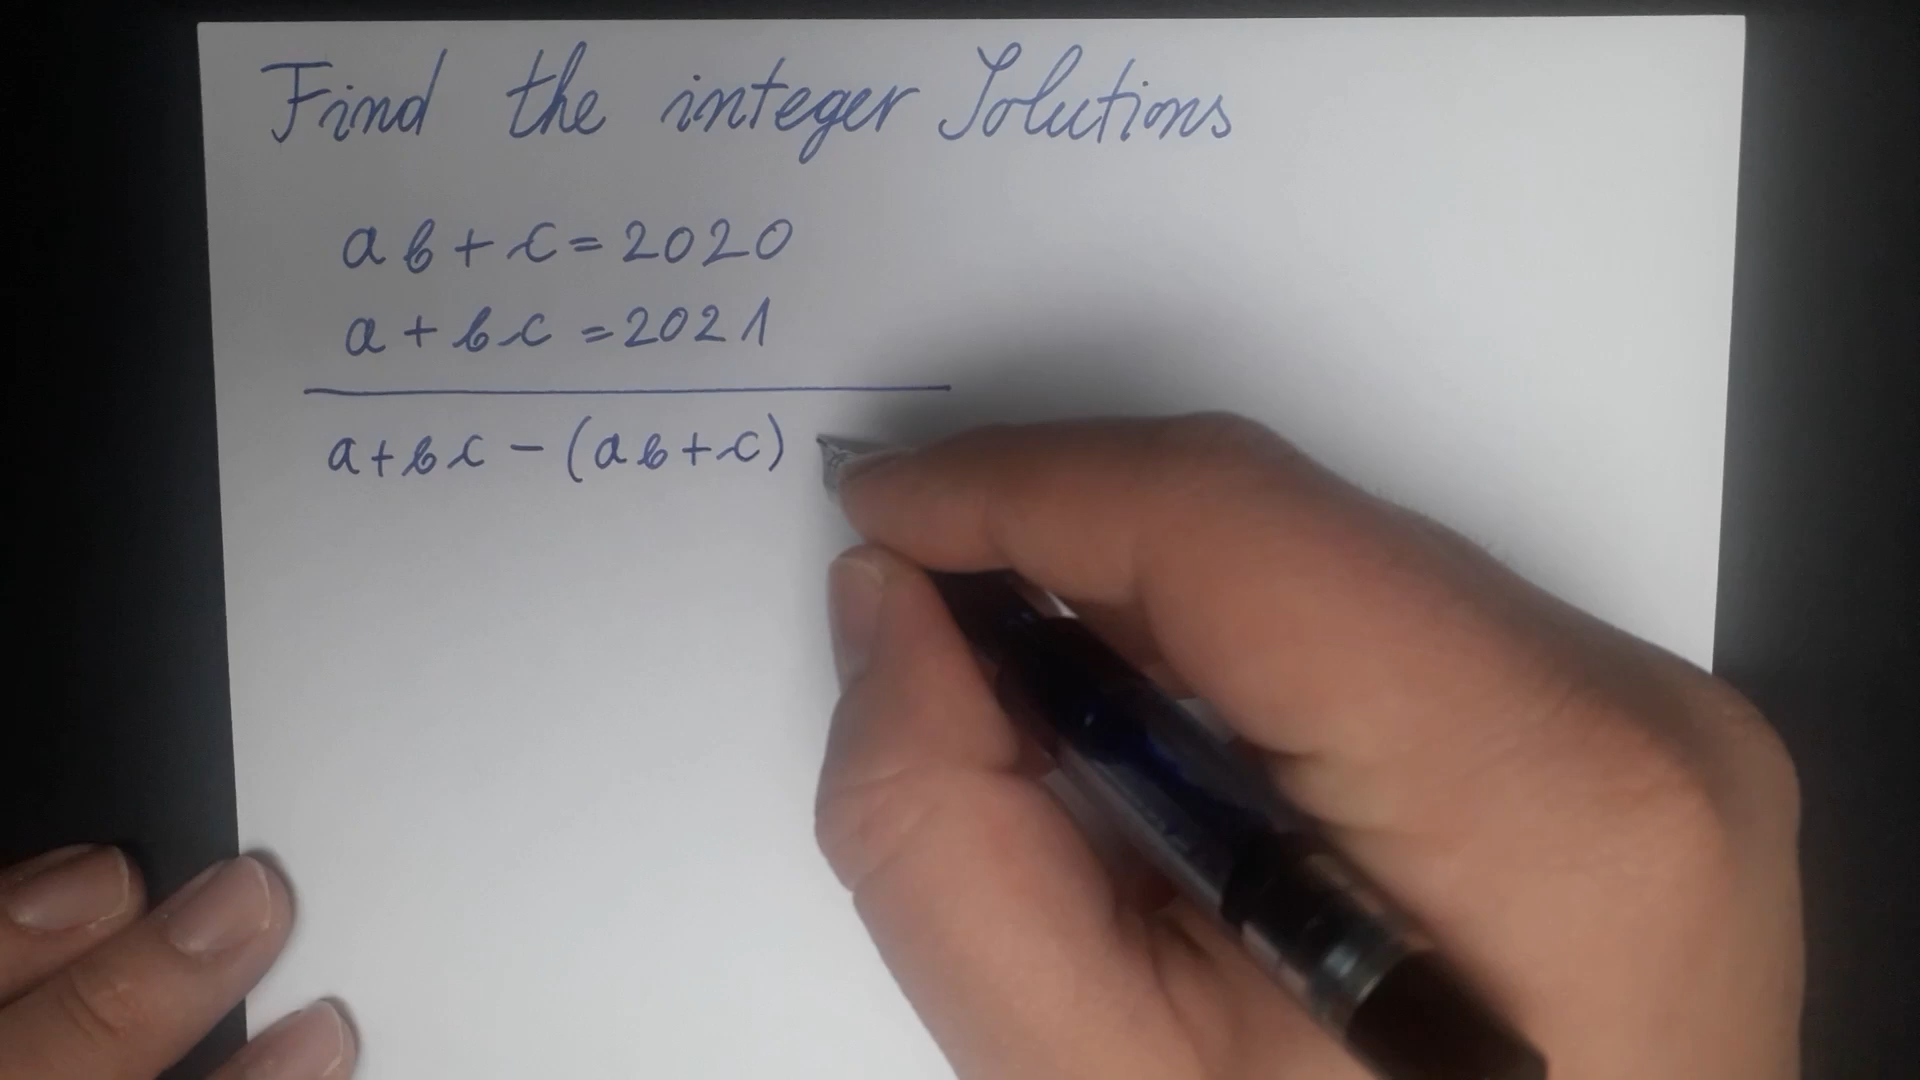 Find the integer Solutions
ab+c=2020
a+bc=2021
a+bc-(ab+c)